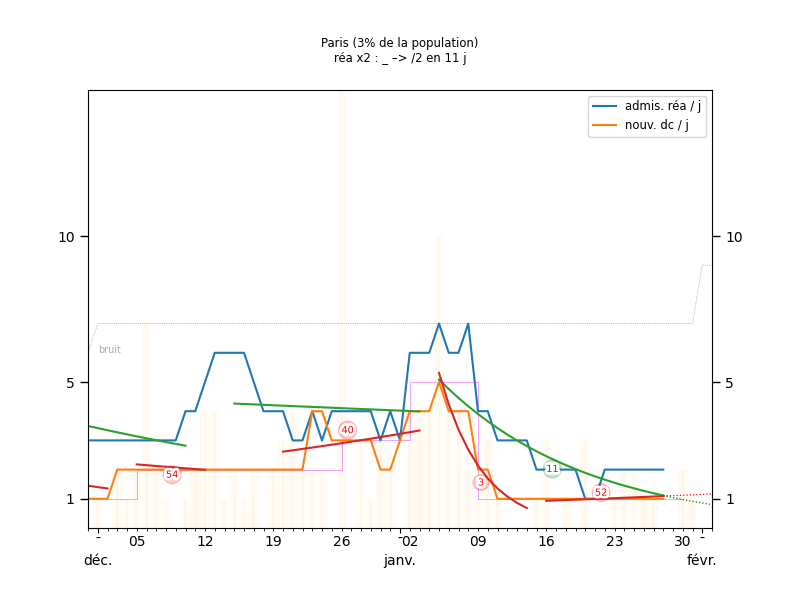 Paris (3% de la population)
réa x2 : _ –> /2 en 11 j
admis. réa / j
nouv. dc / j
10
10
bruit
5
5
40
54
11
3
52
1
1
05
12
19
26
02
09
16
23
30
déc.
janv.
févr.